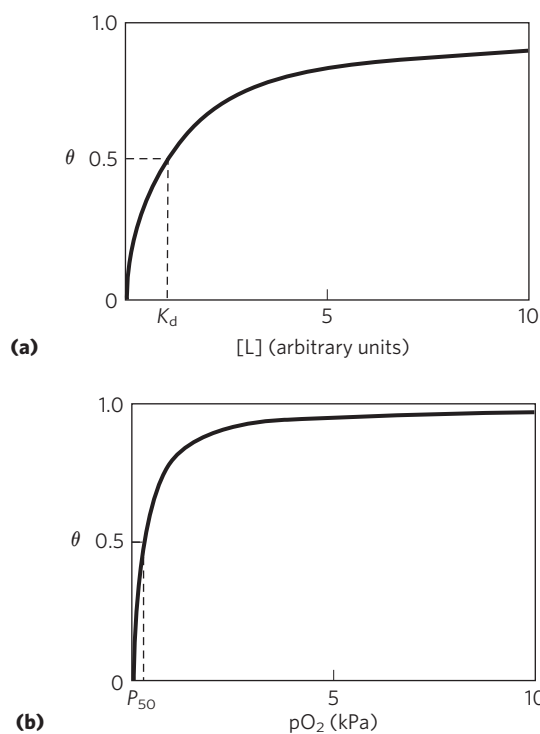 1.0
θ 0.5
0
K_d
5
10
(a)
[L] (arbitrary units)
1.0
θ 0.5
0
P_50
5
10
(b)
pO₂ (kPa)